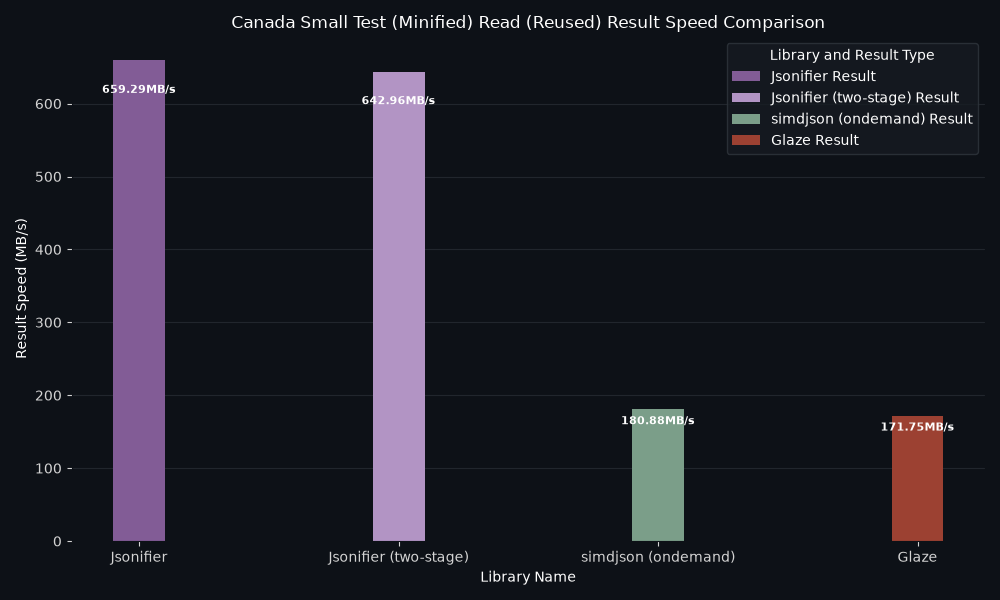 Canada Small Test (Minified) Read (Reused) Result Speed Comparison
Library and Result Type
Jsonifier Result
Jsonifier (two-stage) Result
simdjson (ondemand) Result
Glaze Result
659.29MB/s
642.96MB/s
180.88MB/s
171.75MB/s
Result Speed (MB/s)
600
500
400
300
200
100
0
Jsonifier
Jsonifier (two-stage)
simdjson (ondemand)
Glaze
Library Name